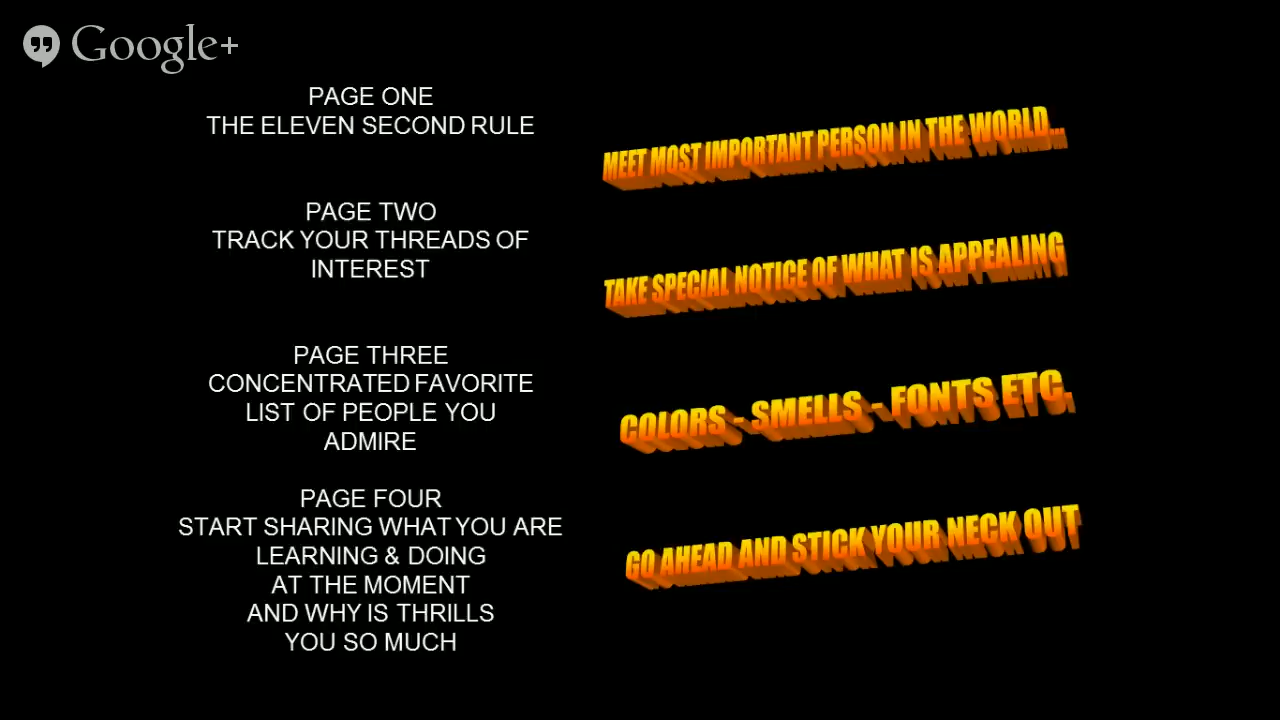 Google+
PAGE ONE
THE ELEVEN SECOND RULE
MEET MOST IMPORTANT PERSON IN THE WORLD...
PAGE TWO
TRACK YOUR THREADS OF
INTEREST
TAKE SPECIAL NOTICE OF WHAT IS APPEALING
PAGE THREE
CONCENTRATED FAVORITE
LIST OF PEOPLE YOU
ADMIRE
COLORS - SMELLS - FONTS ETC.
PAGE FOUR
START SHARING WHAT YOU ARE
LEARNING & DOING
AT THE MOMENT
AND WHY IS THRILLS
YOU SO MUCH
GO AHEAD AND STICK YOUR NECK OUT